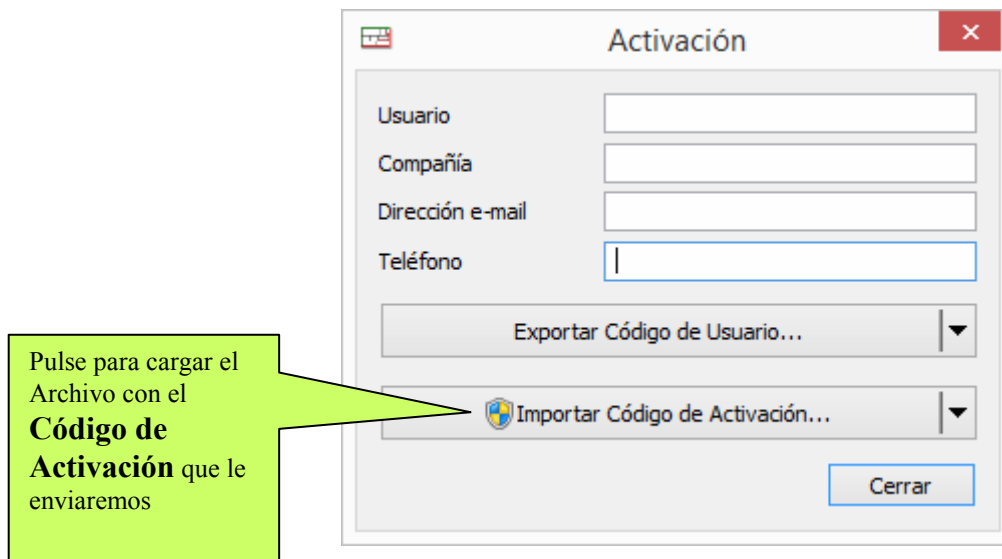 Activación
Usuario
Compañía
Dirección e-mail
Teléfono
Exportar Código de Usuario...
Pulse para cargar el
Archivo con el
Código de
Activación que le
enviaremos
Importar Código de Activación...
Cerrar